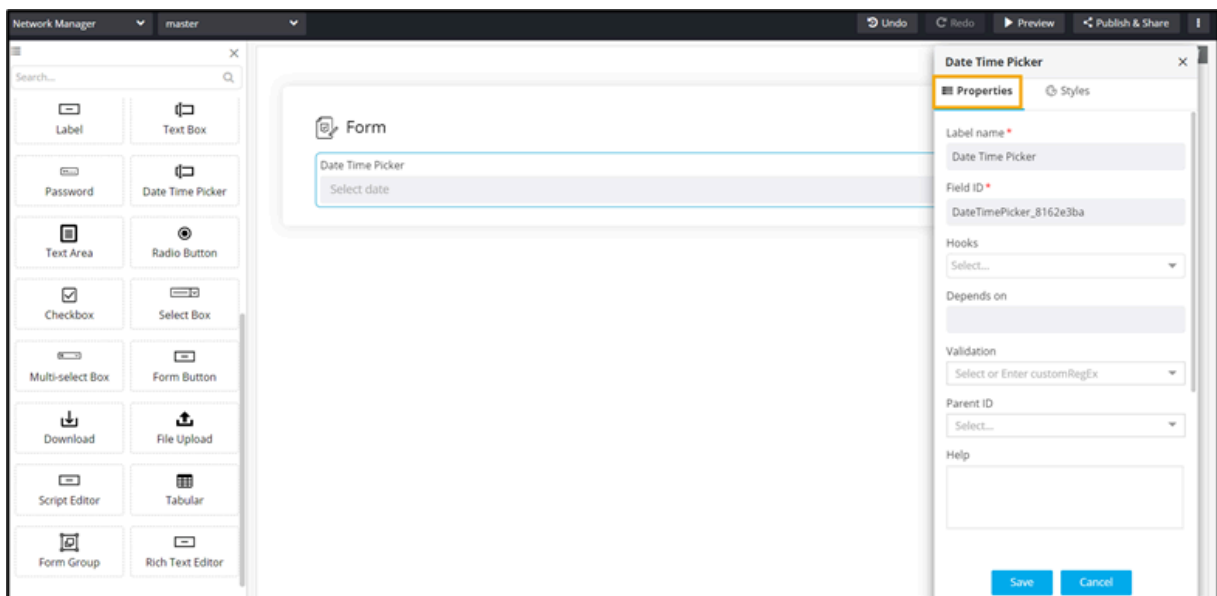 Network Manager
master
Undo
Redo
Preview
Publish & Share
Search...
Label
Text Box
Password
Date Time Picker
Text Area
Radio Button
Checkbox
Select Box
Multi-select Box
Form Button
Download
File Upload
Script Editor
Tabular
Form Group
Rich Text Editor
Form
Date Time Picker
Select date
Date Time Picker
Properties
Styles
Label name *
Date Time Picker
Field ID *
DateTimePicker_8162e3ba
Hooks
Select...
Depends on
Validation
Select or Enter customRegEx
Parent ID
Select...
Help
Save
Cancel